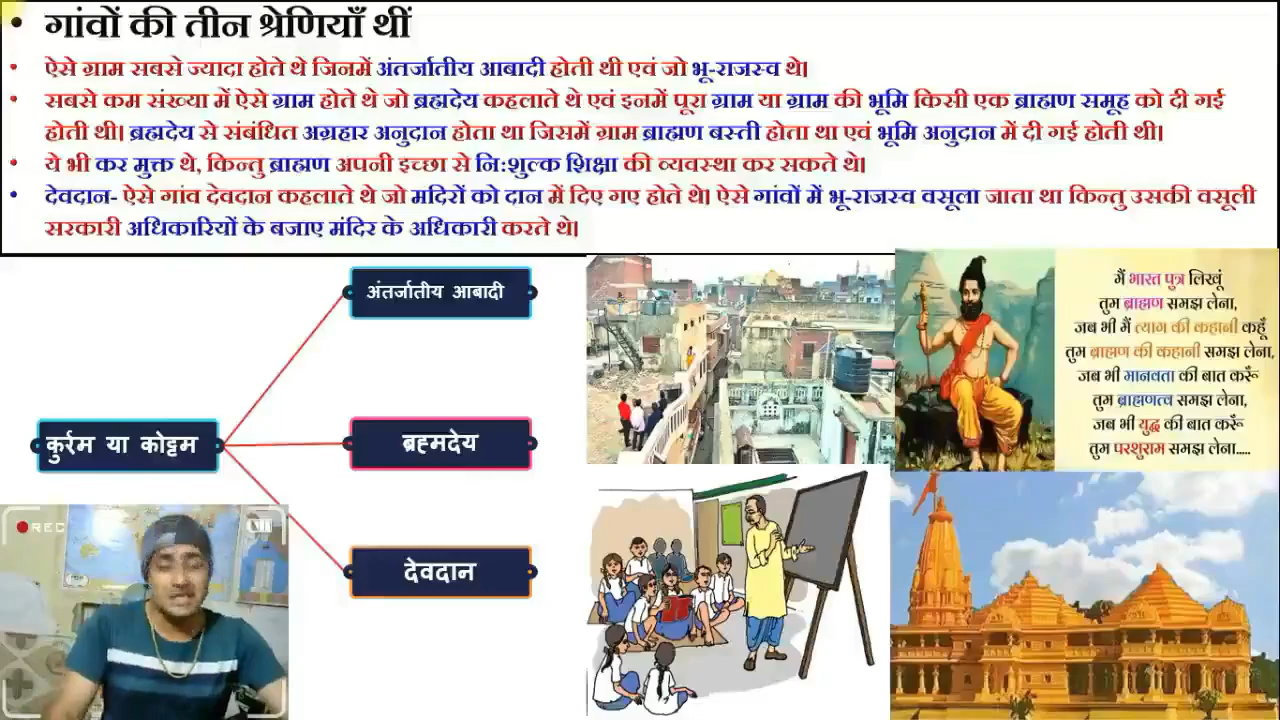 • गांवों की तीन श्रेणियाँ थीं
• ऐसे ग्राम सबसे ज्यादा होते थे जिनमें अंतर्जातीय आबादी होती थी एवं जो भू-राजस्व थे।
• सबसे कम संख्या में ऐसे ग्राम होते थे जो ब्रह्मदेय कहलाते थे एवं इनमें पूरा ग्राम या ग्राम की भूमि किसी एक ब्राह्मण समूह को दी गई
होती थी। ब्रह्मदेय से संबंधित अग्रहार अनुदान होता था जिसमें ग्राम ब्राह्मण बस्ती होता था एवं भूमि अनुदान में दी गई होती थी।
• ये भी कर मुक्त थे, किन्तु ब्राह्मण अपनी इच्छा से नि:शुल्क शिक्षा की व्यवस्था कर सकते थे।
• देवदान- ऐसे गांव देवदान कहलाते थे जो मदिरों को दान में दिए गए होते थे। ऐसे गांवों में भू-राजस्व वसूला जाता था किन्तु उसकी वसूली
सरकारी अधिकारियों के बजाए मंदिर के अधिकारी करते थे।
अंतर्जातीय आबादी
कुर्रम या कोट्टम
ब्रह्मदेय
देवदान
मैं भारत पुत्र लिखूं
तुम ब्राह्मण समझ लेना,
जब भी मैं त्याग की कहानी कहूँ
तुम ब्राह्मण की कहानी समझ लेना,
जब भी मानवता की बात करूँ
तुम ब्राह्मणत्व समझ लेना,
जब भी युद्ध की बात करूँ
तुम परशुराम समझ लेना.....
REC